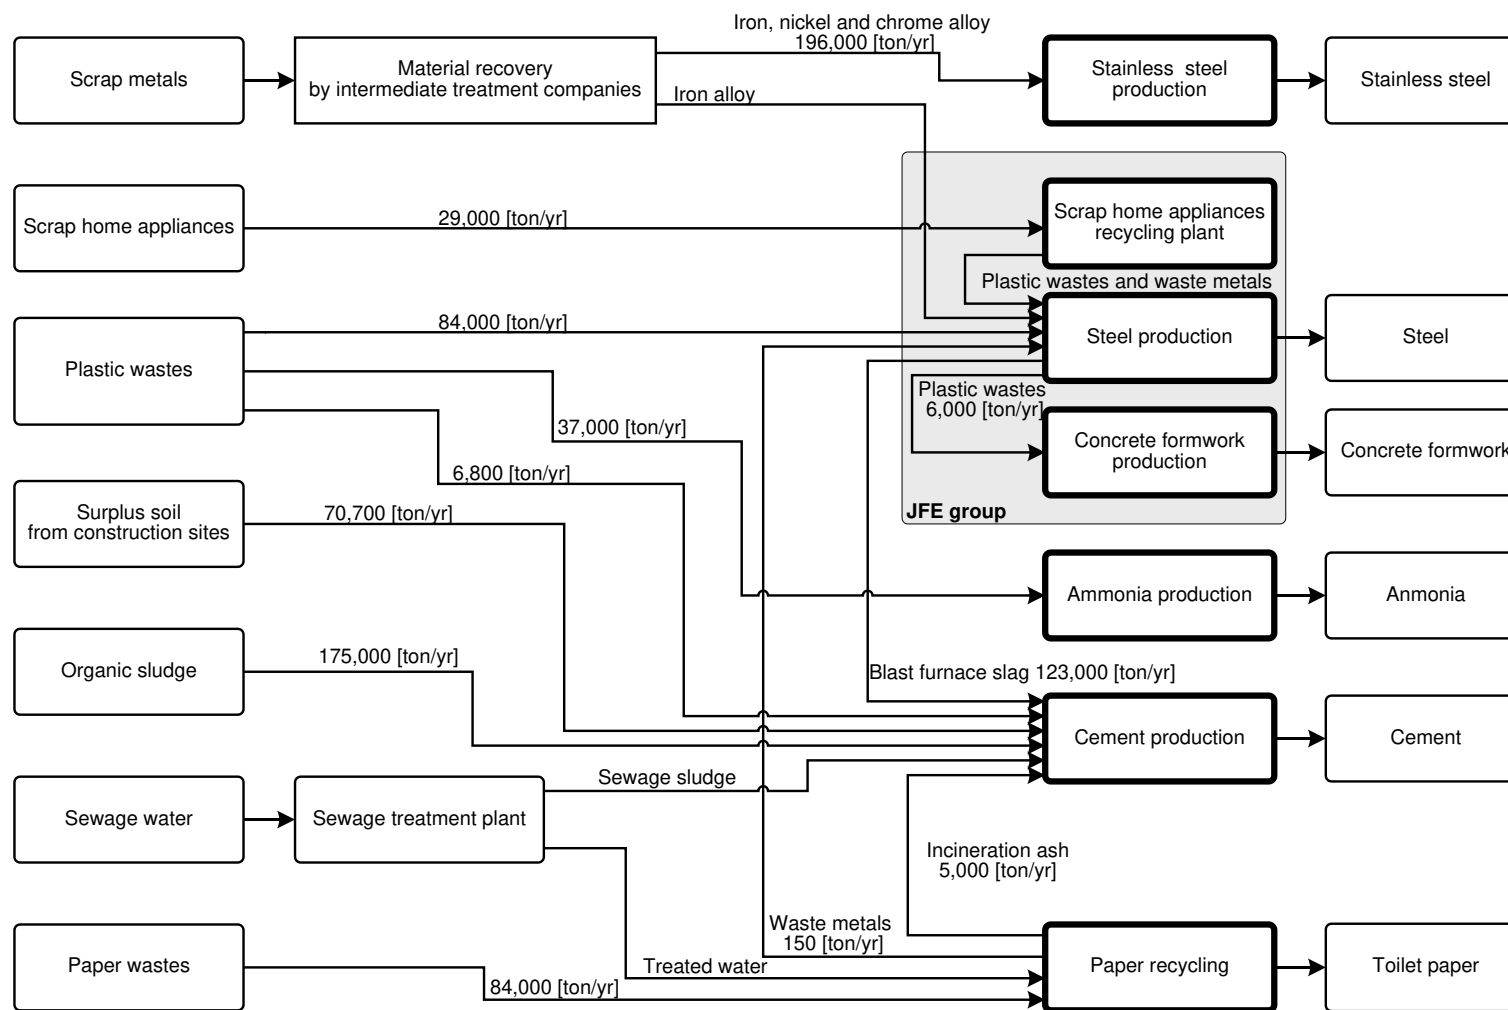 Iron, nickel and chrome alloy
196,000 [ton/yr]
Scrap metals
Material recovery
by intermediate treatment companies
Stainless steel
production
Stainless steel
Iron alloy
Scrap home appliances
29,000 [ton/yr]
Scrap home appliances
recycling plant
Plastic wastes and waste metals
84,000 [ton/yr]
Steel production
Steel
Plastic wastes
Plastic wastes
6,000 [ton/yr]
37,000 [ton/yr]
Concrete formwork
production
Concrete formwork
6,800 [ton/yr]
Surplus soil
from construction sites
70,700 [ton/yr]
JFE group
Ammonia production
Anmonia
Organic sludge
175,000 [ton/yr]
Blast furnace slag 123,000 [ton/yr]
Cement production
Cement
Sewage sludge
Sewage water
Sewage treatment plant
Incineration ash
5,000 [ton/yr]
Waste metals
150 [ton/yr]
Paper wastes
Treated water
84,000 [ton/yr]
Paper recycling
Toilet paper